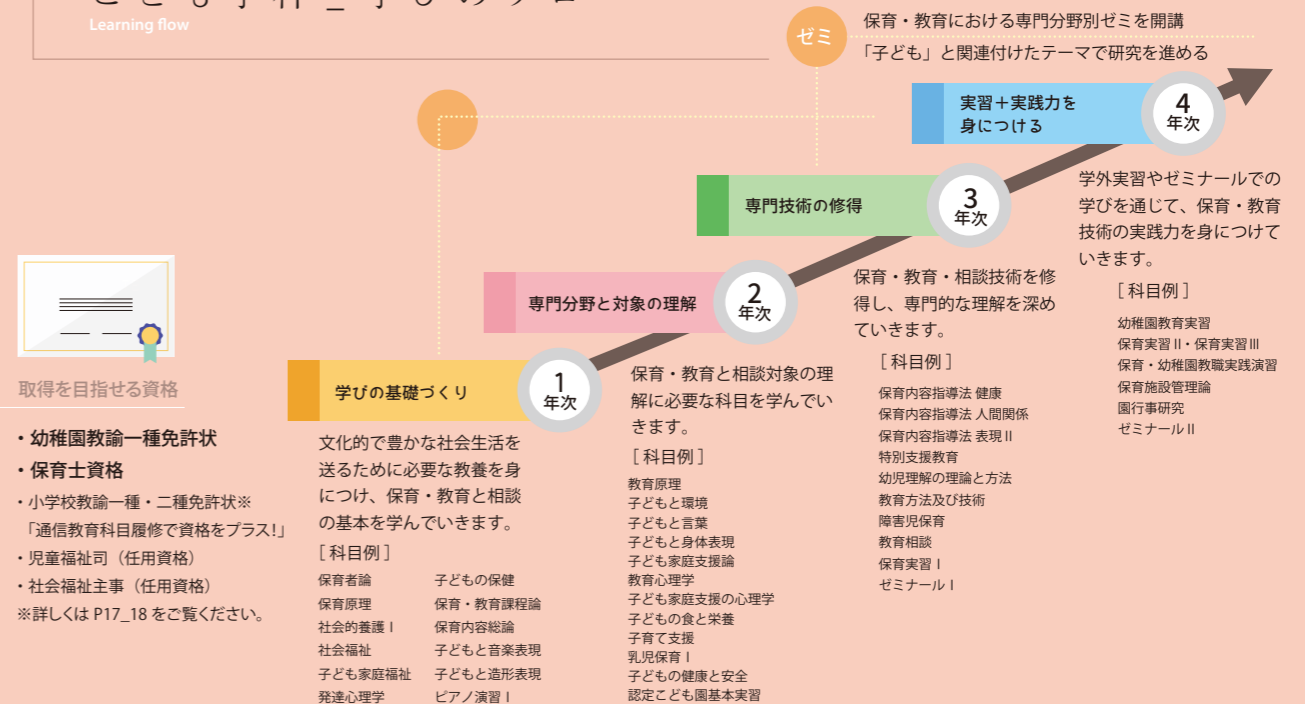 Learning flow
ゼミ
保育・教育における専門分野別ゼミを開講
「子ども」と関連付けたテーマで研究を進める
実習＋実践力を
身につける
4
年次
学外実習やゼミナールでの
学びを通じて、保育・教育
技術の実践力を身につけて
いきます。
［科目例］
幼稚園教育実習
保育実習Ⅱ・保育実習Ⅲ
保育・幼稚園教職実践演習
保育施設管理論
園行事研究
ゼミナールⅡ
専門技術の修得
3
年次
保育・教育・相談技術を修
得し、専門的な理解を深め
ていきます。
［科目例］
保育内容指導法 健康
保育内容指導法 人間関係
保育内容指導法 表現Ⅱ
特別支援教育
幼児理解の理論と方法
教育方法及び技術
障害児保育
教育相談
保育実習Ⅰ
ゼミナールⅠ
専門分野と対象の理解
2
年次
保育・教育と相談対象の理
解に必要な科目を学んでい
きます。
［科目例］
教育原理
子どもと環境
子どもと言葉
子どもと身体表現
子ども家庭支援論
教育心理学
子ども家庭支援の心理学
子どもの食と栄養
子育て支援
乳児保育Ⅰ
子どもの健康と安全
認定こども園基本実習
学びの基礎づくり
1
年次
文化的で豊かな社会生活を
送るために必要な教養を身
につけ、保育・教育と相談
の基本を学んでいきます。
［科目例］
保育者論
保育原理
社会的養護Ⅰ
社会福祉
子ども家庭福祉
発達心理学
子どもの保健
保育・教育課程論
保育内容総論
子どもと音楽表現
子どもと造形表現
ピアノ演習Ⅰ
取得を目指せる資格
・幼稚園教諭一種免許状
・保育士資格
・小学校教諭一種・二種免許状※
「通信教育科目履修で資格をプラス!」
・児童福祉司（任用資格）
・社会福祉主事（任用資格）
※詳しくは P17_18 をご覧ください。